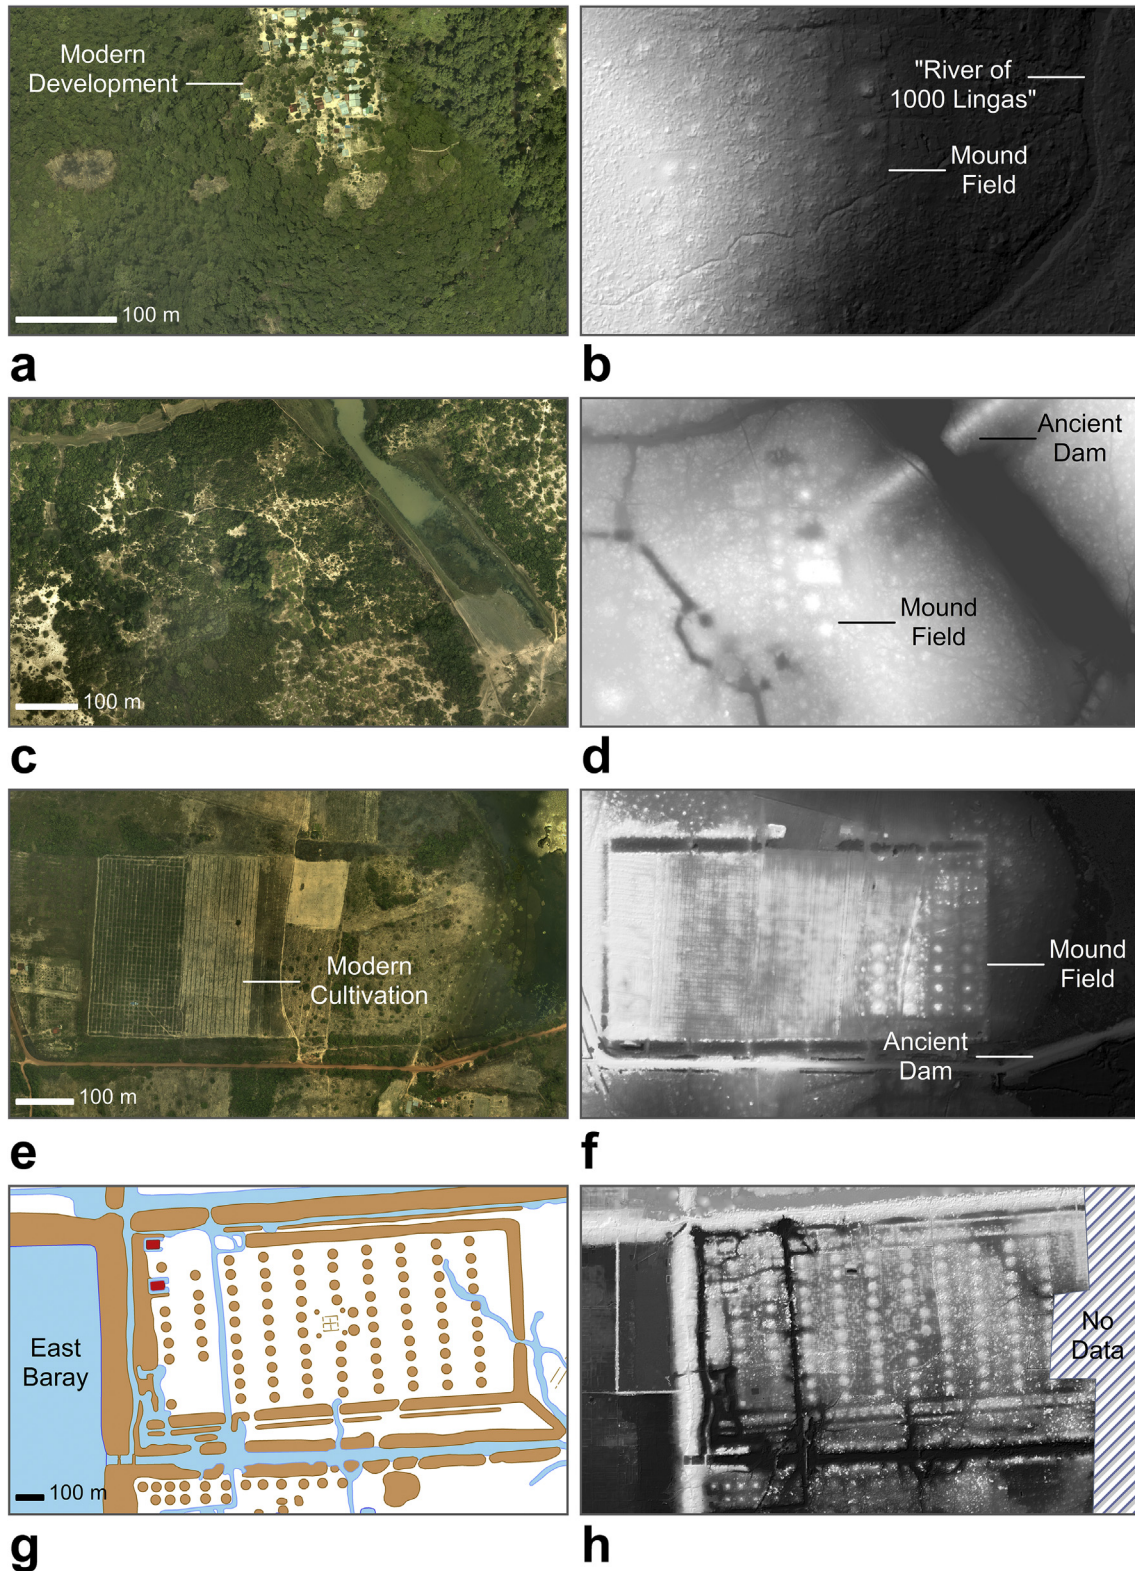 Modern
Development
100 m
a
"River of
1000 Lingas"
Mound
Field
b
100 m
c
Ancient
Dam
Mound
Field
d
Modern
Cultivation
100 m
e
Mound
Field
Ancient
Dam
f
East
Baray
100 m
g
No
Data
h